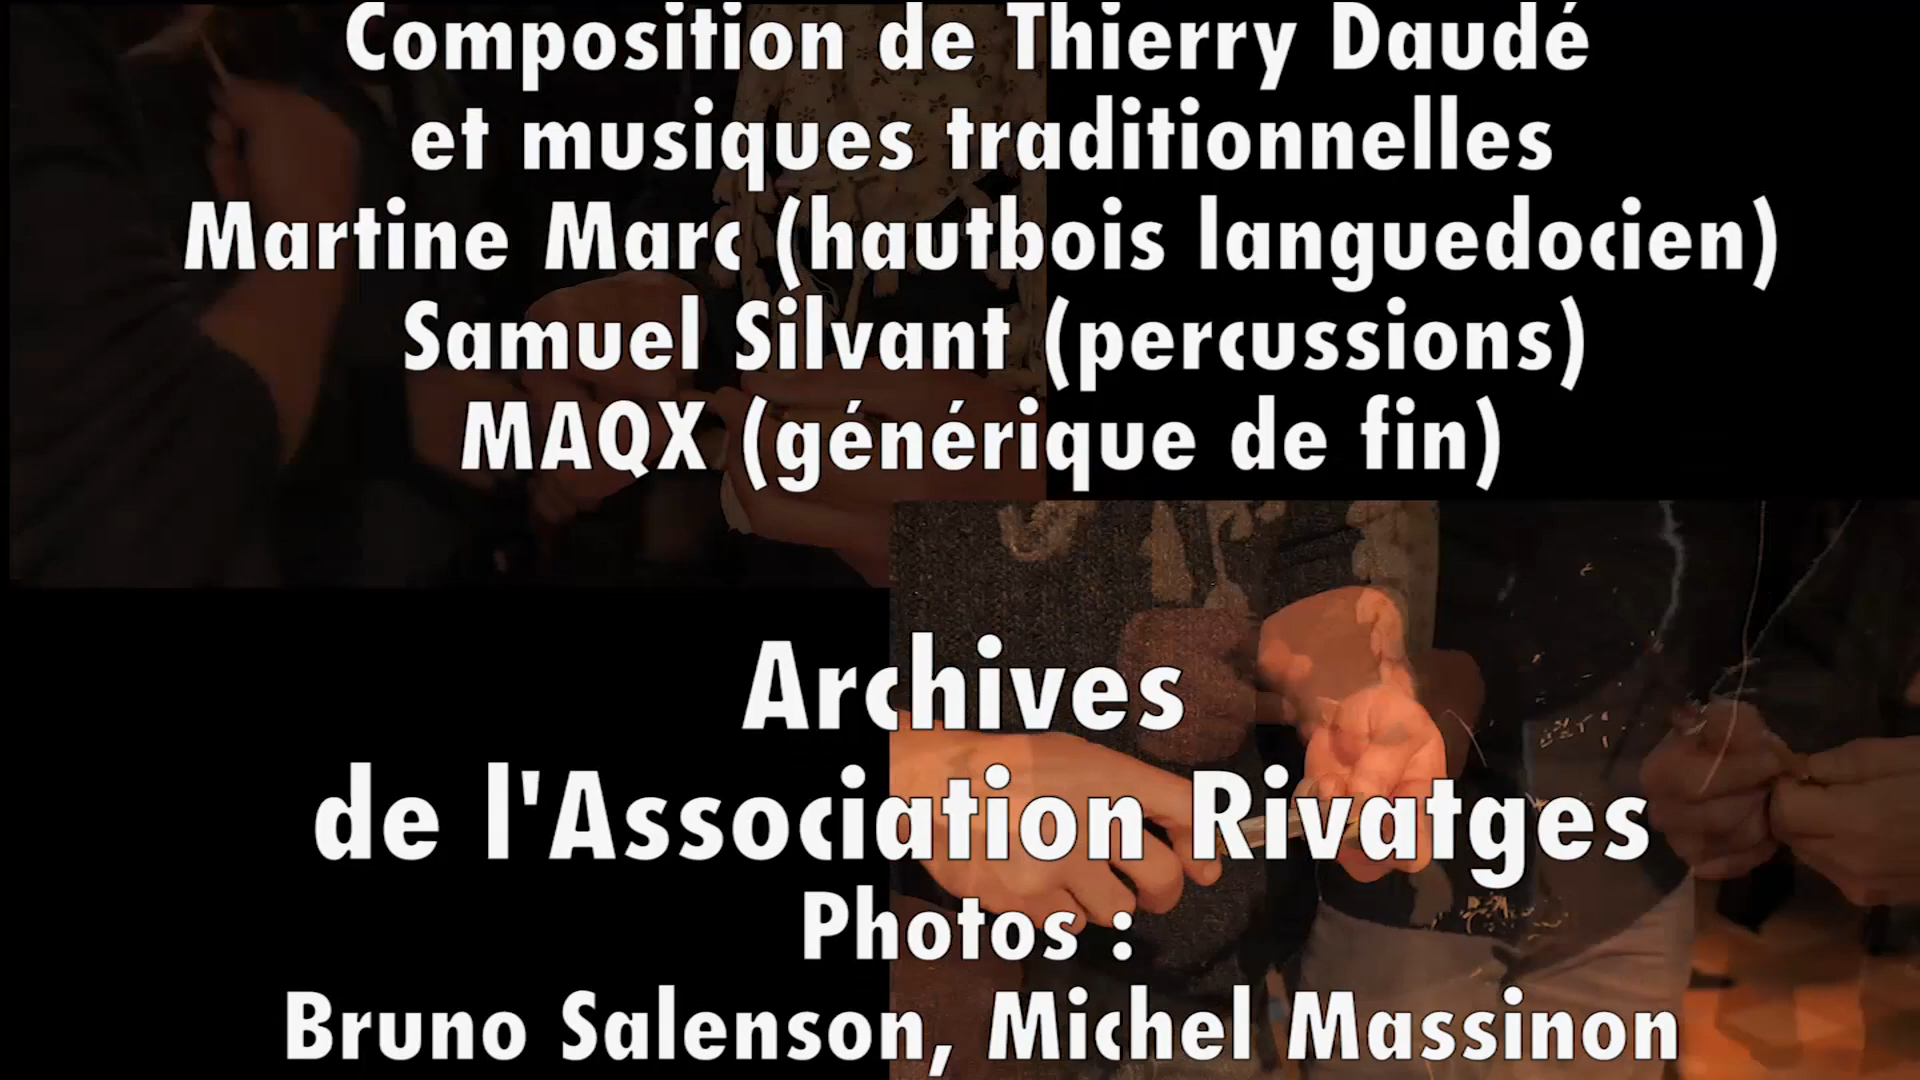 Composition de Thierry Daudé
et musiques traditionnelles
Martine Marc (hautbois languedocien)
Samuel Silvant (percussions)
MAQX (générique de fin)
Archives
de l'Association Rivatges
Photos :
Bruno Salenson, Michel Massinon